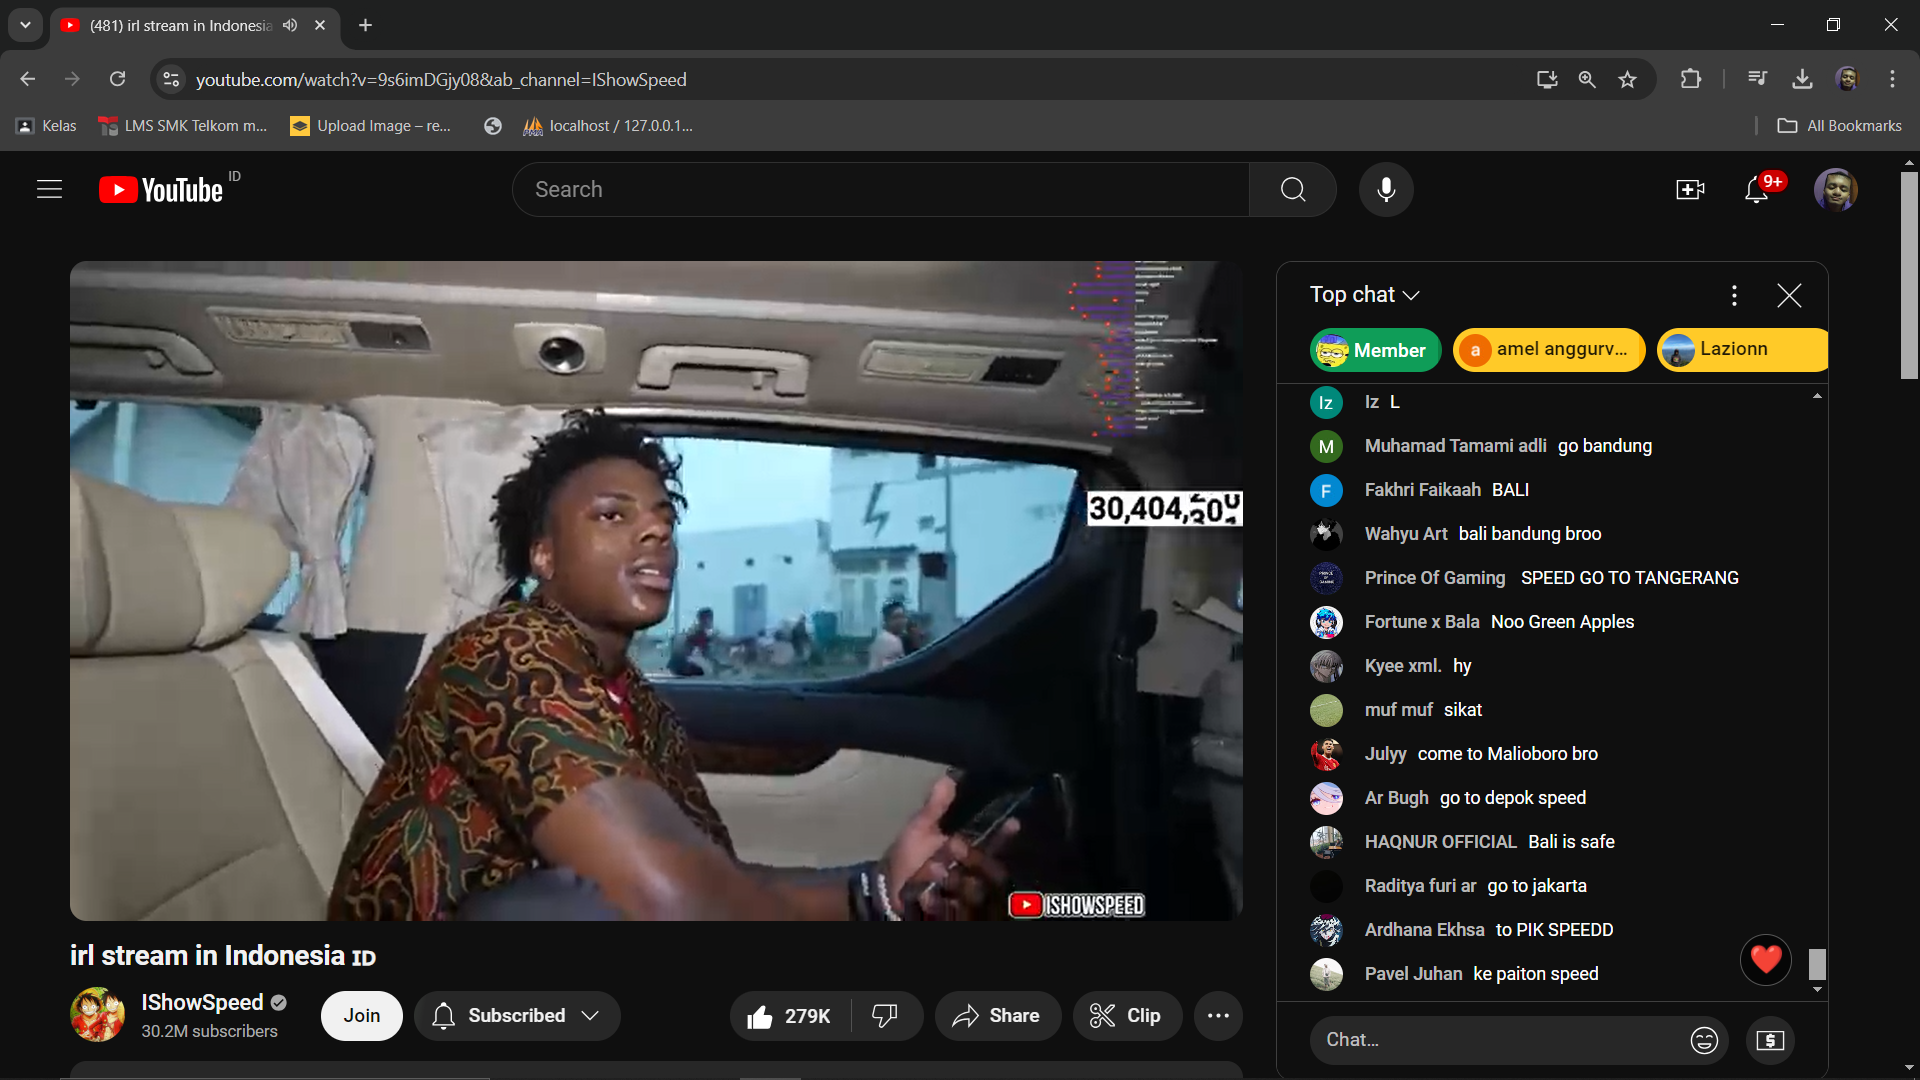 (481) irl stream in Indonesia
youtube.com/watch?v=9s6imDGjy08&ab_channel=IShowSpeed
Kelas
LMS SMK Telkom m...
Upload Image – re...
localhost / 127.0.0.1...
All Bookmarks
YouTube ID
Search
9+
Top chat
Member
a amel anggurv...
Lazionn
Iz Iz L
M Muhamad Tamami adli go bandung
F Fakhri Faikaah BALI
Wahyu Art bali bandung broo
Prince Of Gaming SPEED GO TO TANGERANG
Fortune x Bala Noo Green Apples
Kyee xml. hy
muf muf sikat
Julyy come to Malioboro bro
Ar Bugh go to depok speed
HAQNUR OFFICIAL Bali is safe
Raditya furi ar go to jakarta
Ardhana Ekhsa to PIK SPEEDD
Pavel Juhan ke paiton speed
Chat...
ISHOWSPEED
irl stream in Indonesia ID
IShowSpeed
30.2M subscribers
Join
Subscribed
279K
Share
Clip